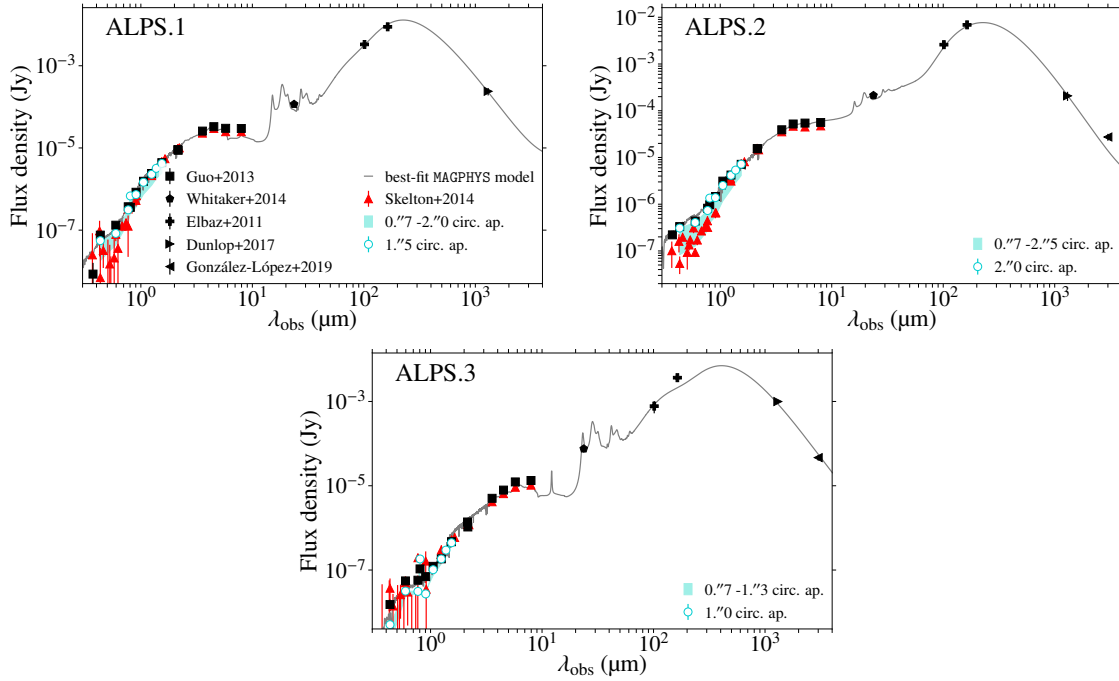 ALPS.1
10⁻³
10⁻⁵
10⁻⁷
Flux density (Jy)
Guo+2013
Whitaker+2014
Elbaz+2011
Dunlop+2017
González-López+2019
best-fit MAGPHYS model
Skelton+2014
0."7 -2."0 circ. ap.
1."5 circ. ap.
10⁰ 10¹ 10² 10³
λobs (μm)
ALPS.2
10⁻²
10⁻³
10⁻⁴
10⁻⁵
10⁻⁶
10⁻⁷
Flux density (Jy)
0."7 -2."5 circ. ap.
2."0 circ. ap.
10⁰ 10¹ 10² 10³
λobs (μm)
ALPS.3
10⁻³
10⁻⁵
10⁻⁷
Flux density (Jy)
0."7 -1."3 circ. ap.
1."0 circ. ap.
10⁰ 10¹ 10² 10³
λobs (μm)